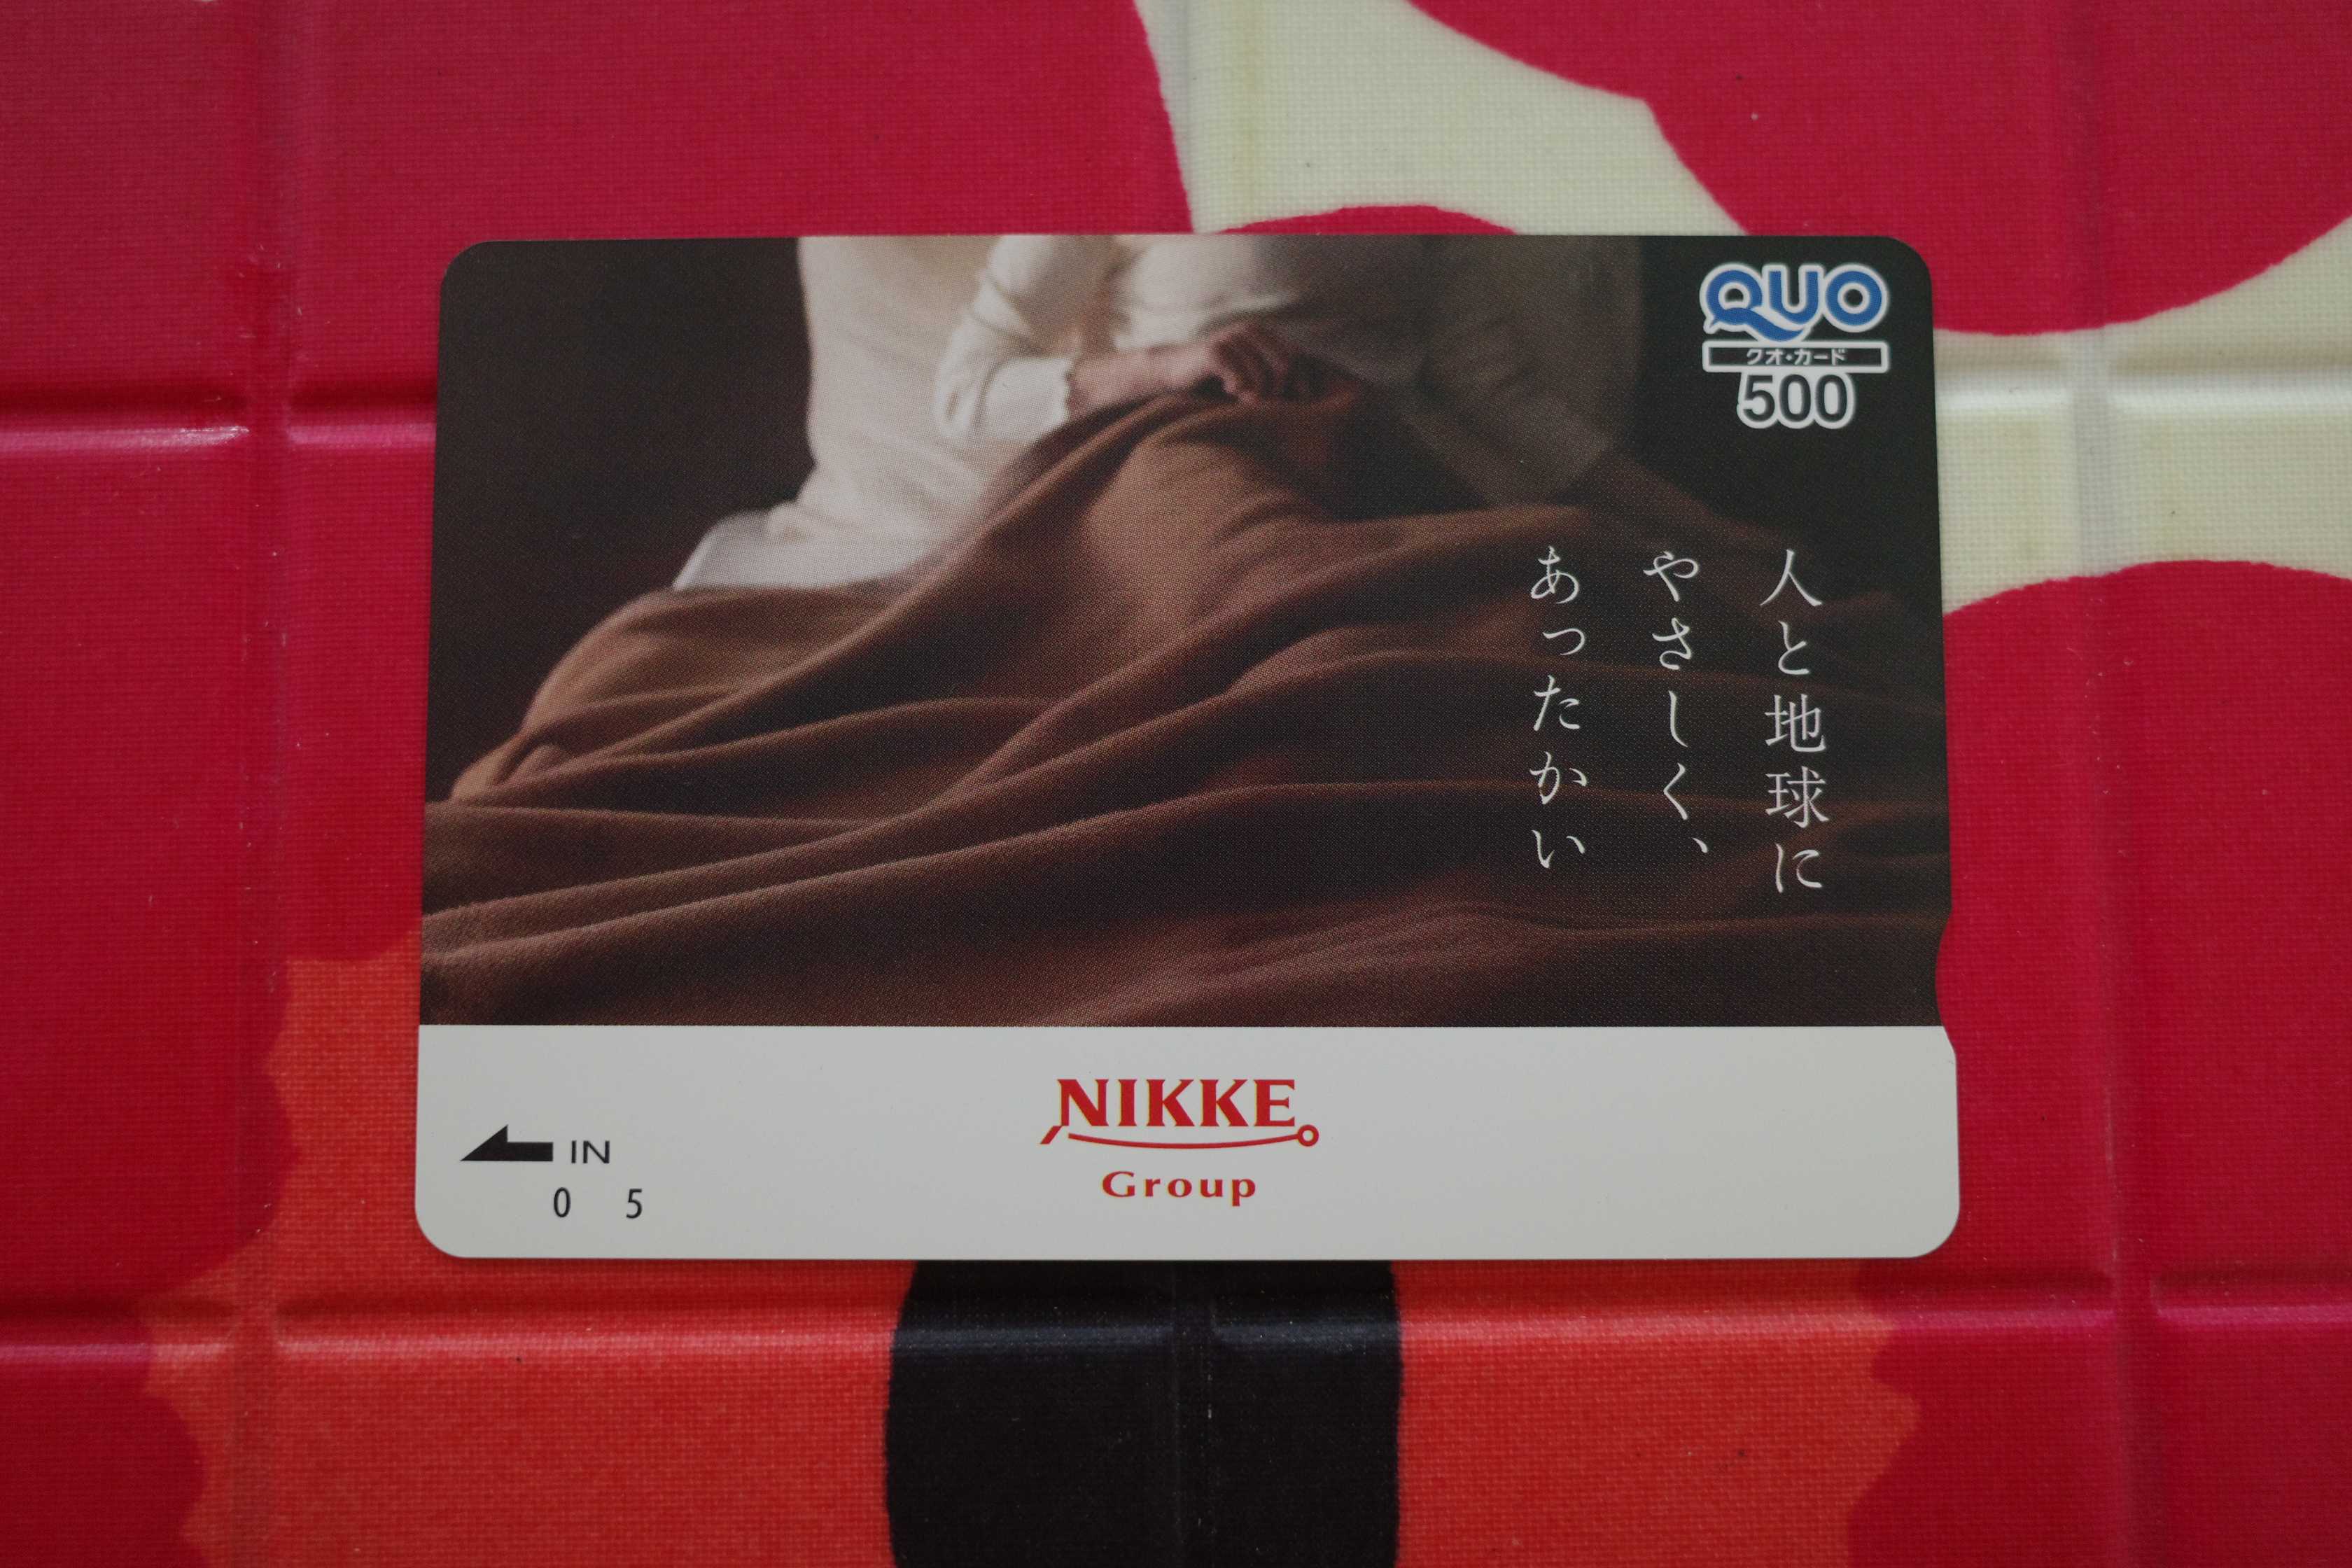 QUO
クオ・カード
500
人と地球に
やさしく、
あったかい
NIKKE
Group
IN
0 5